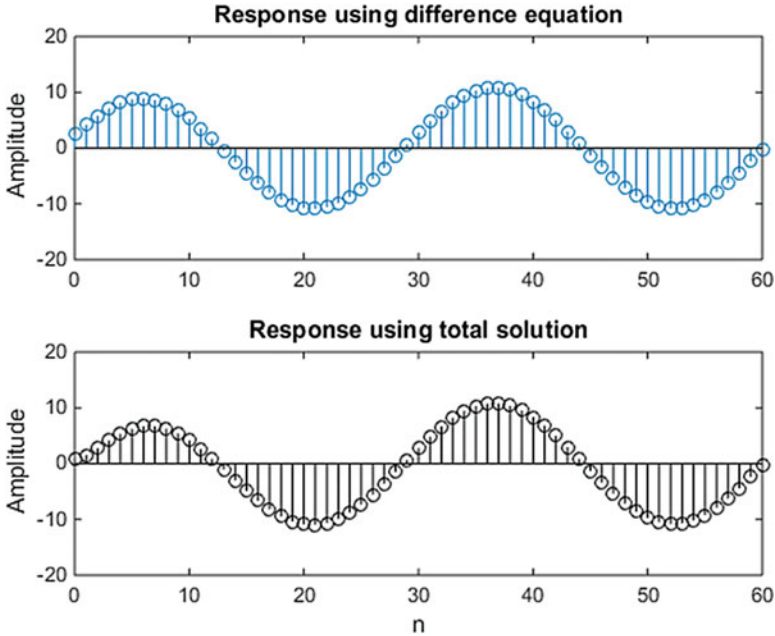 Response using difference equation
20
10
0
-10
-20
Amplitude
0 10 20 30 40 50 60
Response using total solution
20
10
0
-10
-20
Amplitude
0 10 20 30 40 50 60
n